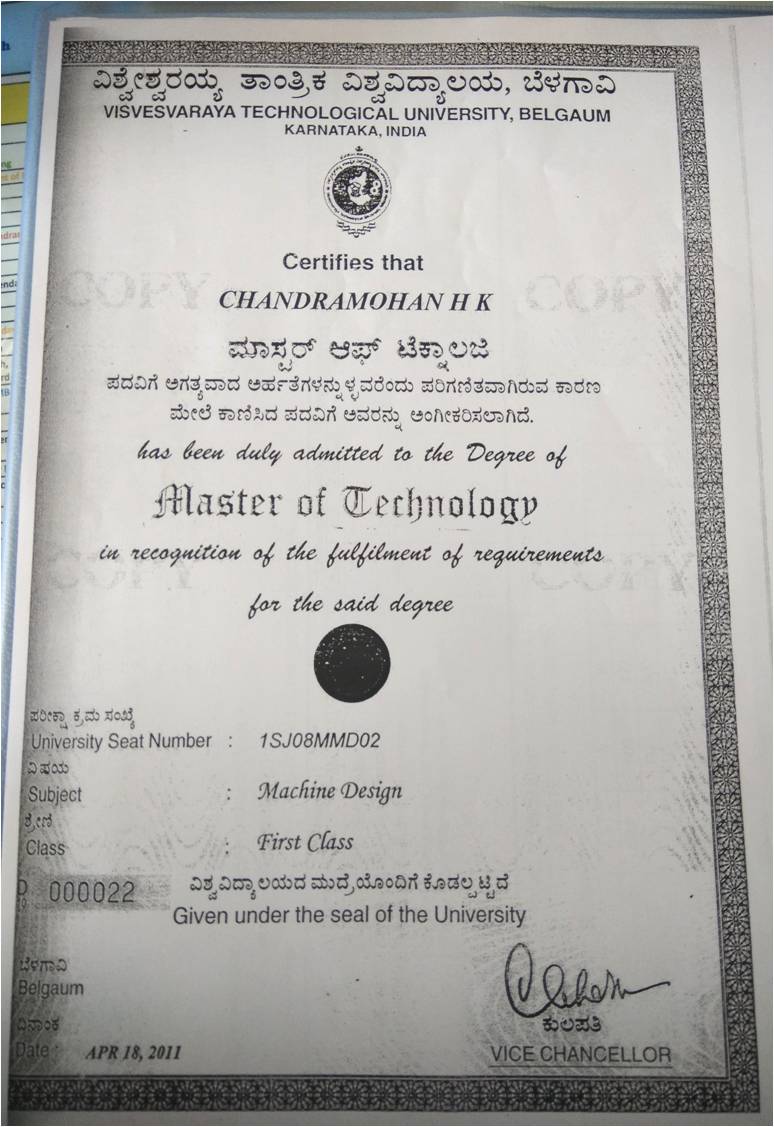 ವಿಶ್ವೇಶ್ವರಯ್ಯ ತಾಂತ್ರಿಕ ವಿಶ್ವವಿದ್ಯಾಲಯ, ಬೆಳಗಾವಿ
VISVESVARAYA TECHNOLOGICAL UNIVERSITY, BELGAUM
KARNATAKA, INDIA
Certifies that
COPY COPY
CHANDRAMOHAN H K
ಮಾಸ್ಟರ್ ಆಫ್ ಟೆಕ್ನಾಲಜಿ
ಪದವಿಗೆ ಅಗತ್ಯವಾದ ಅರ್ಹತೆಗಳನ್ನುಳ್ಳವರೆಂದು ಪರಿಗಣಿತವಾಗಿರುವ ಕಾರಣ
ಮೇಲೆ ಕಾಣಿಸಿದ ಪದವಿಗೆ ಅವರನ್ನು ಅಂಗೀಕರಿಸಲಾಗಿದೆ.
has been duly admitted to the Degree of
Master of Technology
in recognition of the fulfilment of requirements
COPY COPY
for the said degree
ಪರೀಕ್ಷಾ ಕ್ರಮ ಸಂಖ್ಯೆ
University Seat Number : 1SJ08MMD02
ವಿಷಯ
Subject : Machine Design
ಶ್ರೇಣಿ
Class : First Class
000022
ವಿಶ್ವವಿದ್ಯಾಲಯದ ಮುದ್ರೆಯೊಂದಿಗೆ ಕೊಡಲ್ಪಟ್ಟಿದೆ
Given under the seal of the University
ಬೆಳಗಾವಿ
Belgaum
ಕುಲಪತಿ
ದಿನಾಂಕ
Date : APR 18, 2011
VICE CHANCELLOR